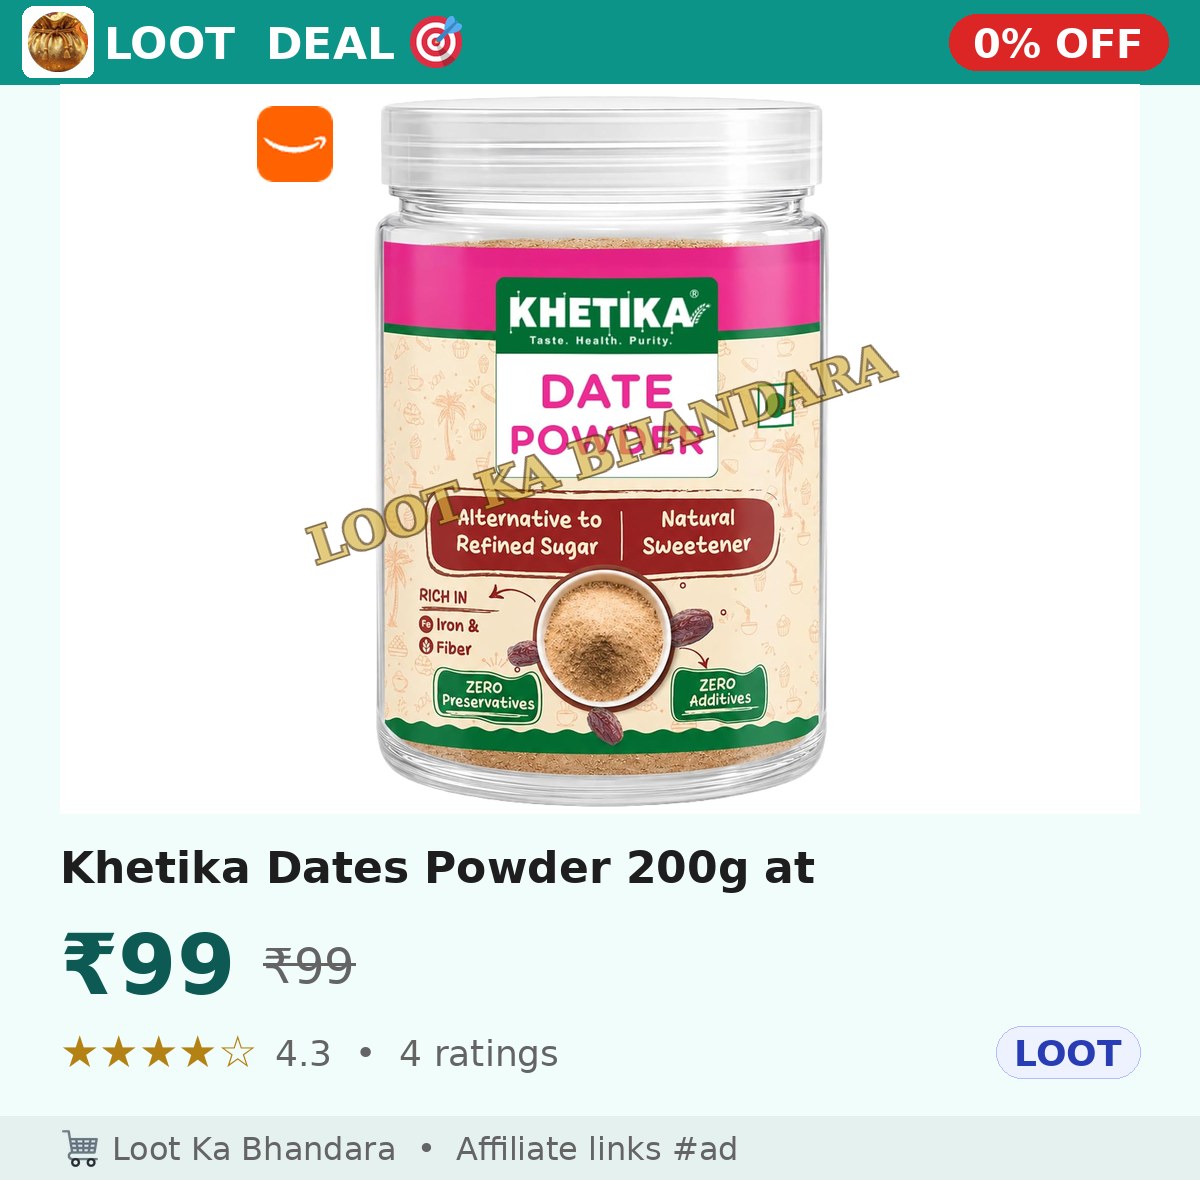 LOOT DEAL 🎯
0% OFF
KHETIKA®
Taste. Health. Purity.
DATE
POWDER
LOOT KA BHANDARA
Alternative to
Refined Sugar
Natural
Sweetener
RICH IN
Fe Iron &
Fiber
ZERO
Preservatives
ZERO
Additives
Khetika Dates Powder 200g at
₹99 ₹99
★★★★☆ 4.3 • 4 ratings
LOOT
🛒 Loot Ka Bhandara • Affiliate links #ad